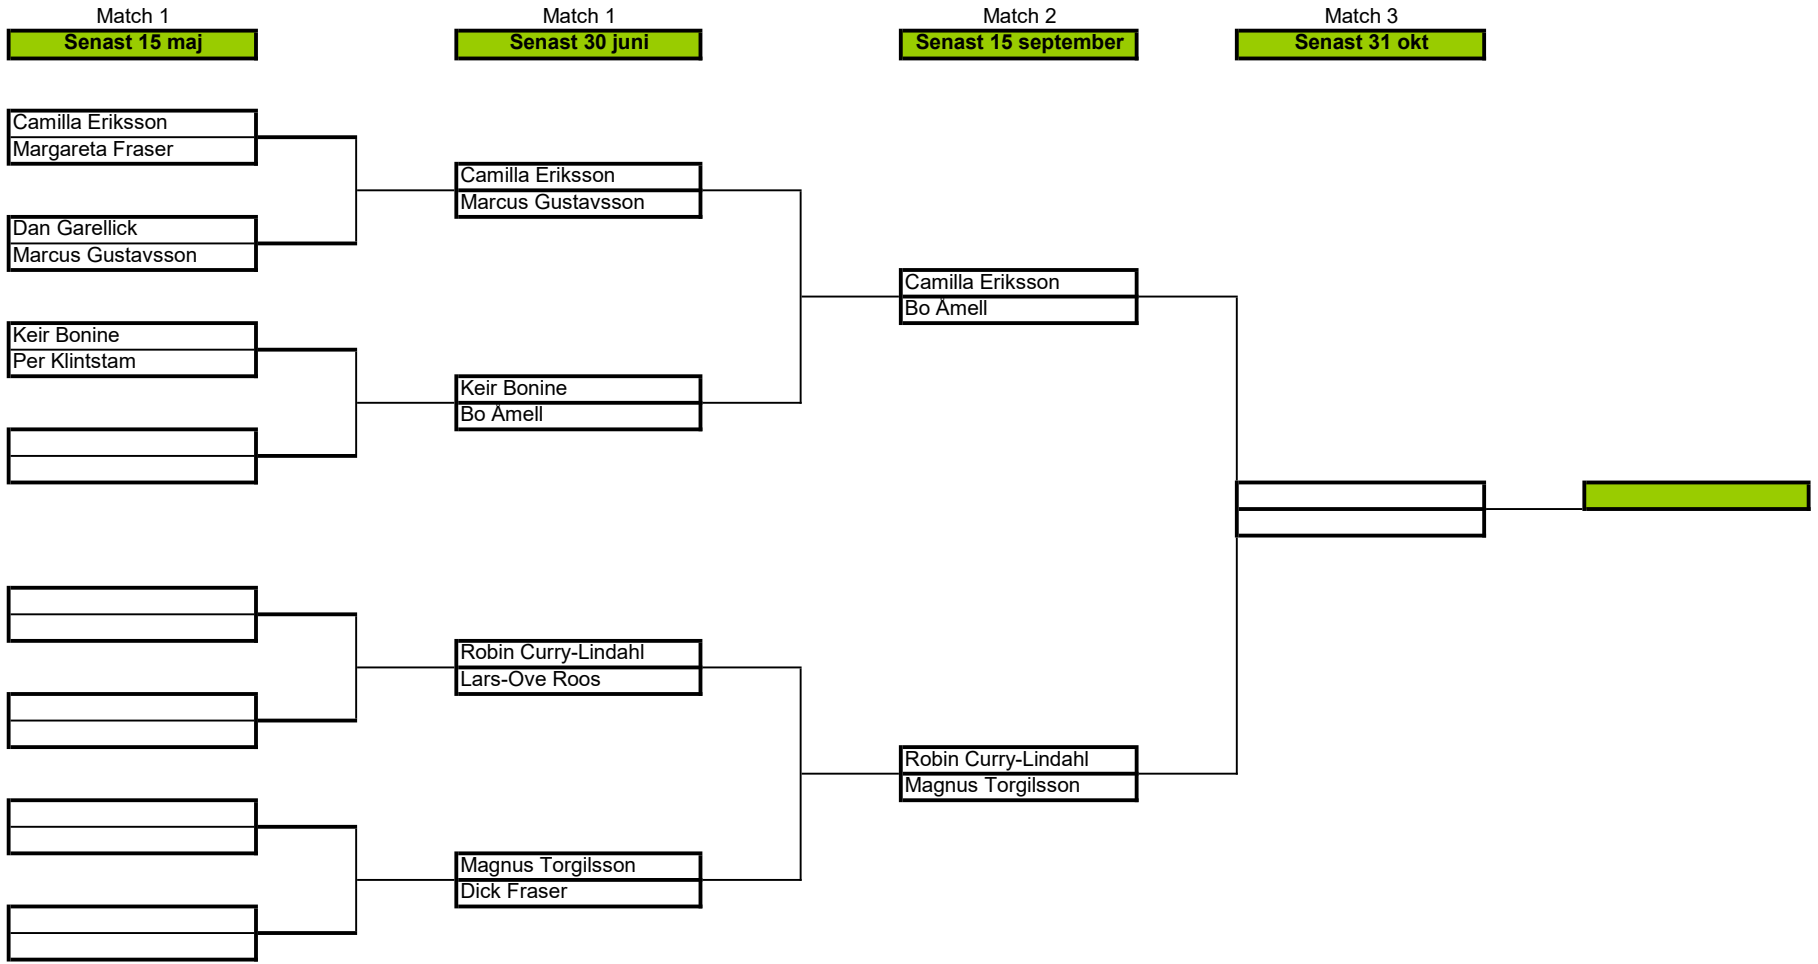 Match 1
Match 1
Match 2
Match 3
Senast 15 maj
Senast 30 juni
Senast 15 september
Senast 31 okt
Camilla Eriksson
Margareta Fraser
Dan Garellick
Marcus Gustavsson
Keir Bonine
Per Klintstam
Camilla Eriksson
Marcus Gustavsson
Keir Bonine
Bo Åmell
Robin Curry-Lindahl
Lars-Ove Roos
Magnus Torgilsson
Dick Fraser
Camilla Eriksson
Bo Åmell
Robin Curry-Lindahl
Magnus Torgilsson